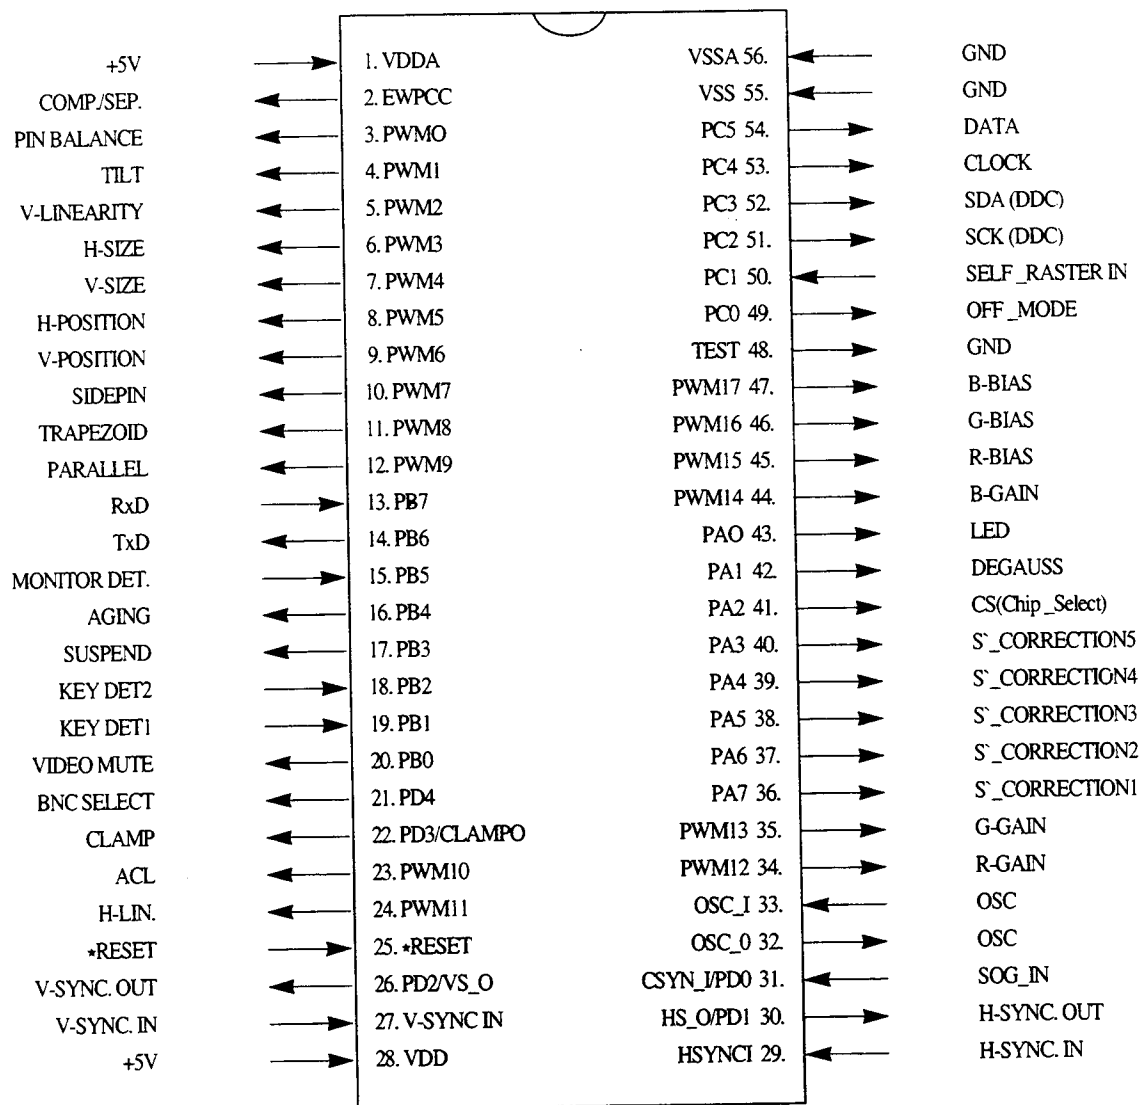 +5V 1. VDDA VSSA 56. GND
COMP./SEP. 2. EWPCC VSS 55. GND
PIN BALANCE 3. PWMO PC5 54. DATA
TILT 4. PWM1 PC4 53. CLOCK
V-LINEARITY 5. PWM2 PC3 52. SDA (DDC)
H-SIZE 6. PWM3 PC2 51. SCK (DDC)
V-SIZE 7. PWM4 PC1 50. SELF_RASTER IN
H-POSITION 8. PWM5 PC0 49. OFF_MODE
V-POSITION 9. PWM6 TEST 48. GND
SIDEPIN 10. PWM7 PWM17 47. B-BIAS
TRAPEZOID 11. PWM8 PWM16 46. G-BIAS
PARALLEL 12. PWM9 PWM15 45. R-BIAS
RxD 13. PB7 PWM14 44. B-GAIN
TxD 14. PB6 PAO 43. LED
MONITOR DET. 15. PB5 PA1 42. DEGAUSS
AGING 16. PB4 PA2 41. CS(Chip_Select)
SUSPEND 17. PB3 PA3 40. S`_CORRECTION5
KEY DET2 18. PB2 PA4 39. S`_CORRECTION4
KEY DET1 19. PB1 PA5 38. S`_CORRECTION3
VIDEO MUTE 20. PB0 PA6 37. S`_CORRECTION2
BNC SELECT 21. PD4 PA7 36. S`_CORRECTION1
CLAMP 22. PD3/CLAMPO PWM13 35. G-GAIN
ACL 23. PWM10 PWM12 34. R-GAIN
H-LIN. 24. PWM11 OSC_I 33. OSC
*RESET 25. *RESET OSC_0 32. OSC
V-SYNC. OUT 26. PD2/VS_O CSYN_I/PD0 31. SOG_IN
V-SYNC. IN 27. V-SYNC IN HS_O/PD1 30. H-SYNC. OUT
+5V 28. VDD HSYNCI 29. H-SYNC. IN